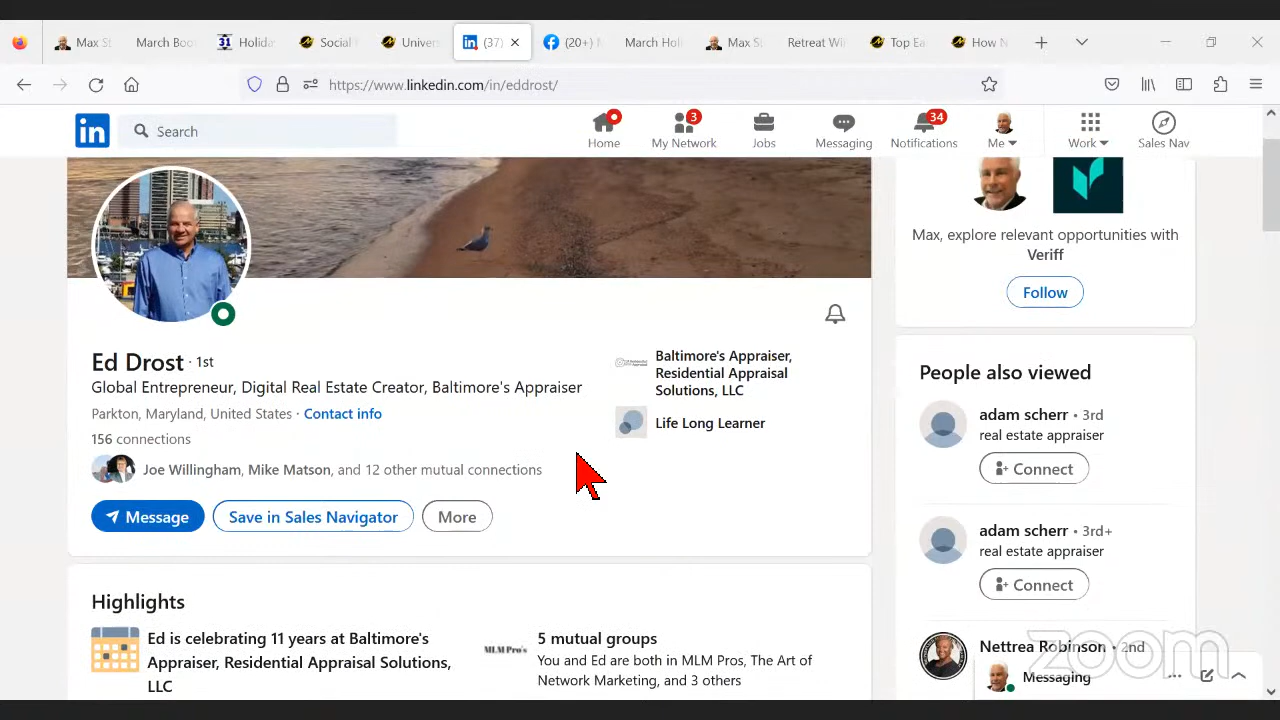 Max St
March Boo
31
Holida
Social
Univers
in
(37)
(20+)
March Hol
Max S
Retreat Wi
Top Ea
How N
https://www.linkedin.com/in/eddrost/
in
Search
Home
3
My Network
Jobs
Messaging
34
Notifications
Me
Work
Sales Nav
Max, explore relevant opportunities with
Veriff
Follow
Ed Drost · 1st
Global Entrepreneur, Digital Real Estate Creator, Baltimore's Appraiser
Parkton, Maryland, United States · Contact info
156 connections
Joe Willingham, Mike Matson, and 12 other mutual connections
Message
Save in Sales Navigator
More
Baltimore's Appraiser,
Residential Appraisal
Solutions, LLC
Life Long Learner
Highlights
Ed is celebrating 11 years at Baltimore's
Appraiser, Residential Appraisal Solutions,
LLC
MLM Pro's
5 mutual groups
You and Ed are both in MLM Pros, The Art of
Network Marketing, and 3 others
People also viewed
adam scherr · 3rd
real estate appraiser
Connect
adam scherr · 3rd+
real estate appraiser
Connect
Nettrea Robinson · 2nd
Messaging
zoom